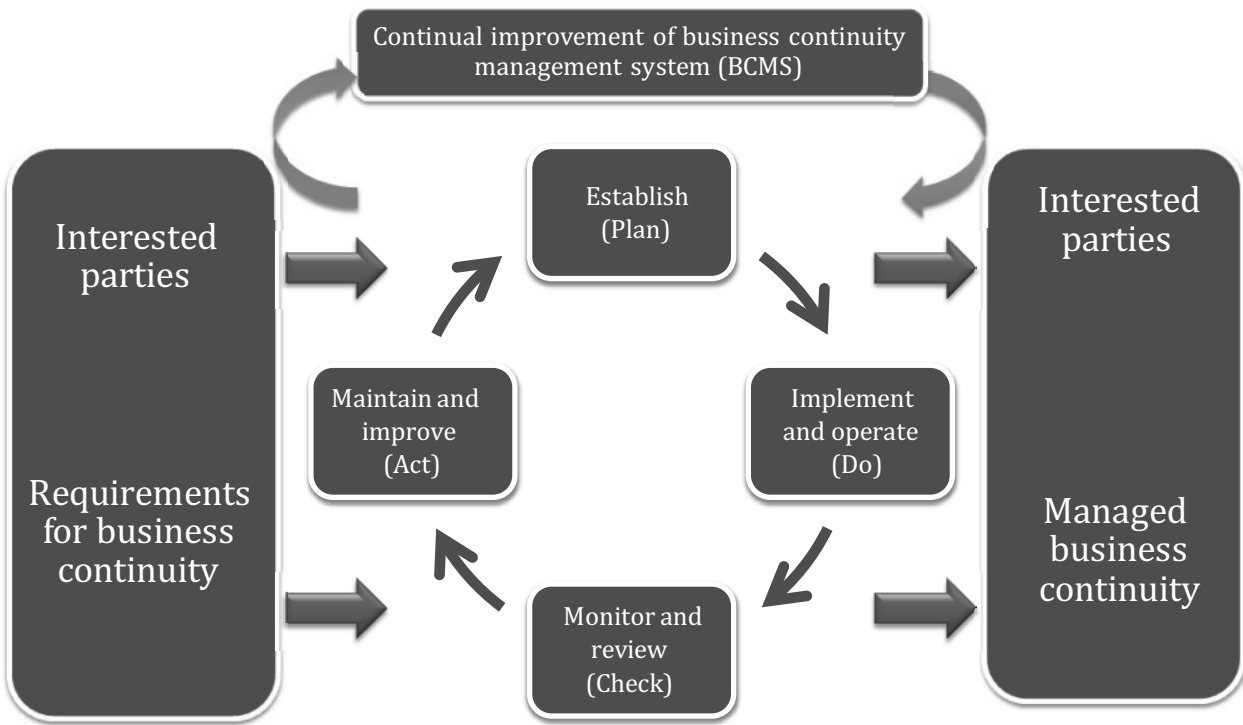 Continual improvement of business continuity
management system (BCMS)
Interested
parties
Requirements
for business
continuity
Establish
(Plan)
Maintain and
improve
(Act)
Implement
and operate
(Do)
Monitor and
review
(Check)
Interested
parties
Managed
business
continuity